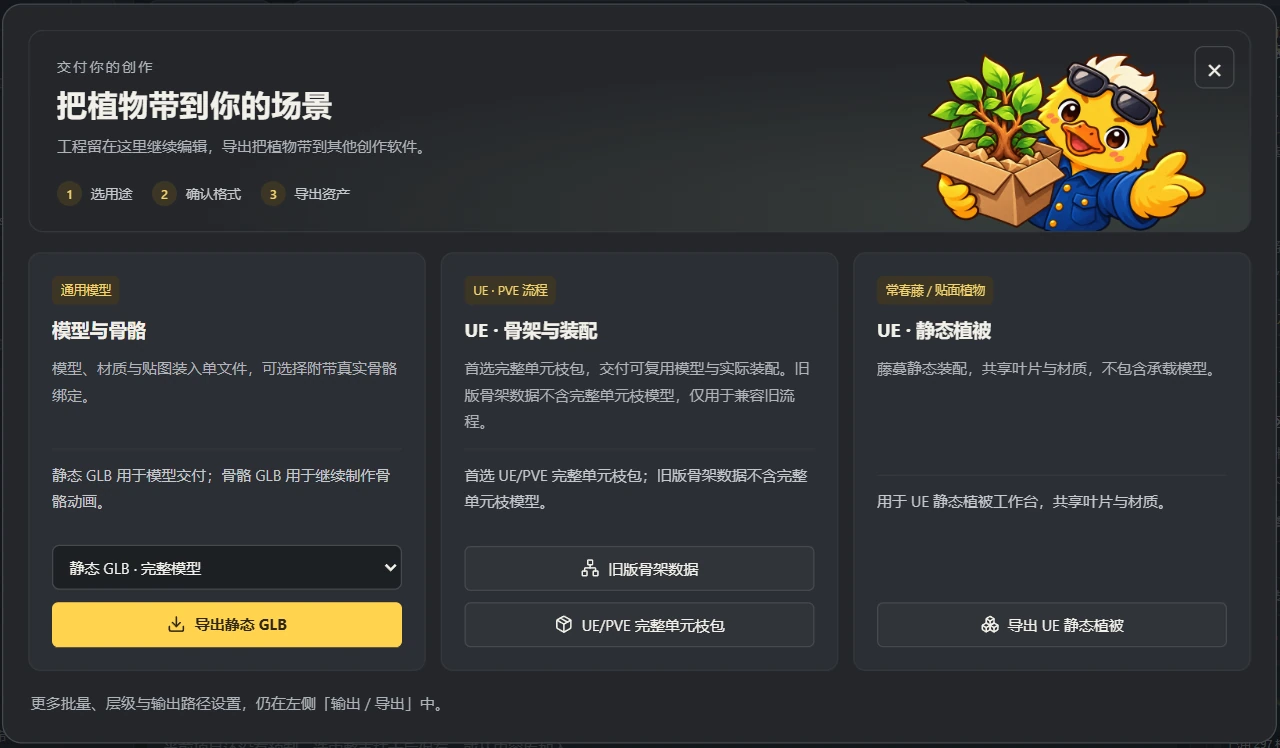 交付你的创作
把植物带到你的场景
工程留在这里继续编辑，导出把植物带到其他创作软件。
1 选用途 2 确认格式 3 导出资产
通用模型
模型与骨骼
模型、材质与贴图装入单文件，可选择附带真实骨骼
绑定。
静态 GLB 用于模型交付；骨骼 GLB 用于继续制作骨
骼动画。
静态 GLB · 完整模型
导出静态 GLB
UE · PVE 流程
UE · 骨架与装配
首选完整单元枝包，交付可复用模型与实际装配。旧
版骨架数据不含完整单元枝模型，仅用于兼容旧流
程。
首选 UE/PVE 完整单元枝包；旧版骨架数据不含完整
单元枝模型。
旧版骨架数据
UE/PVE 完整单元枝包
常春藤 / 贴面植物
UE · 静态植被
藤蔓静态装配，共享叶片与材质，不包含承载模型。
用于 UE 静态植被工作台，共享叶片与材质。
导出 UE 静态植被
更多批量、层级与输出路径设置，仍在左侧「输出 / 导出」中。